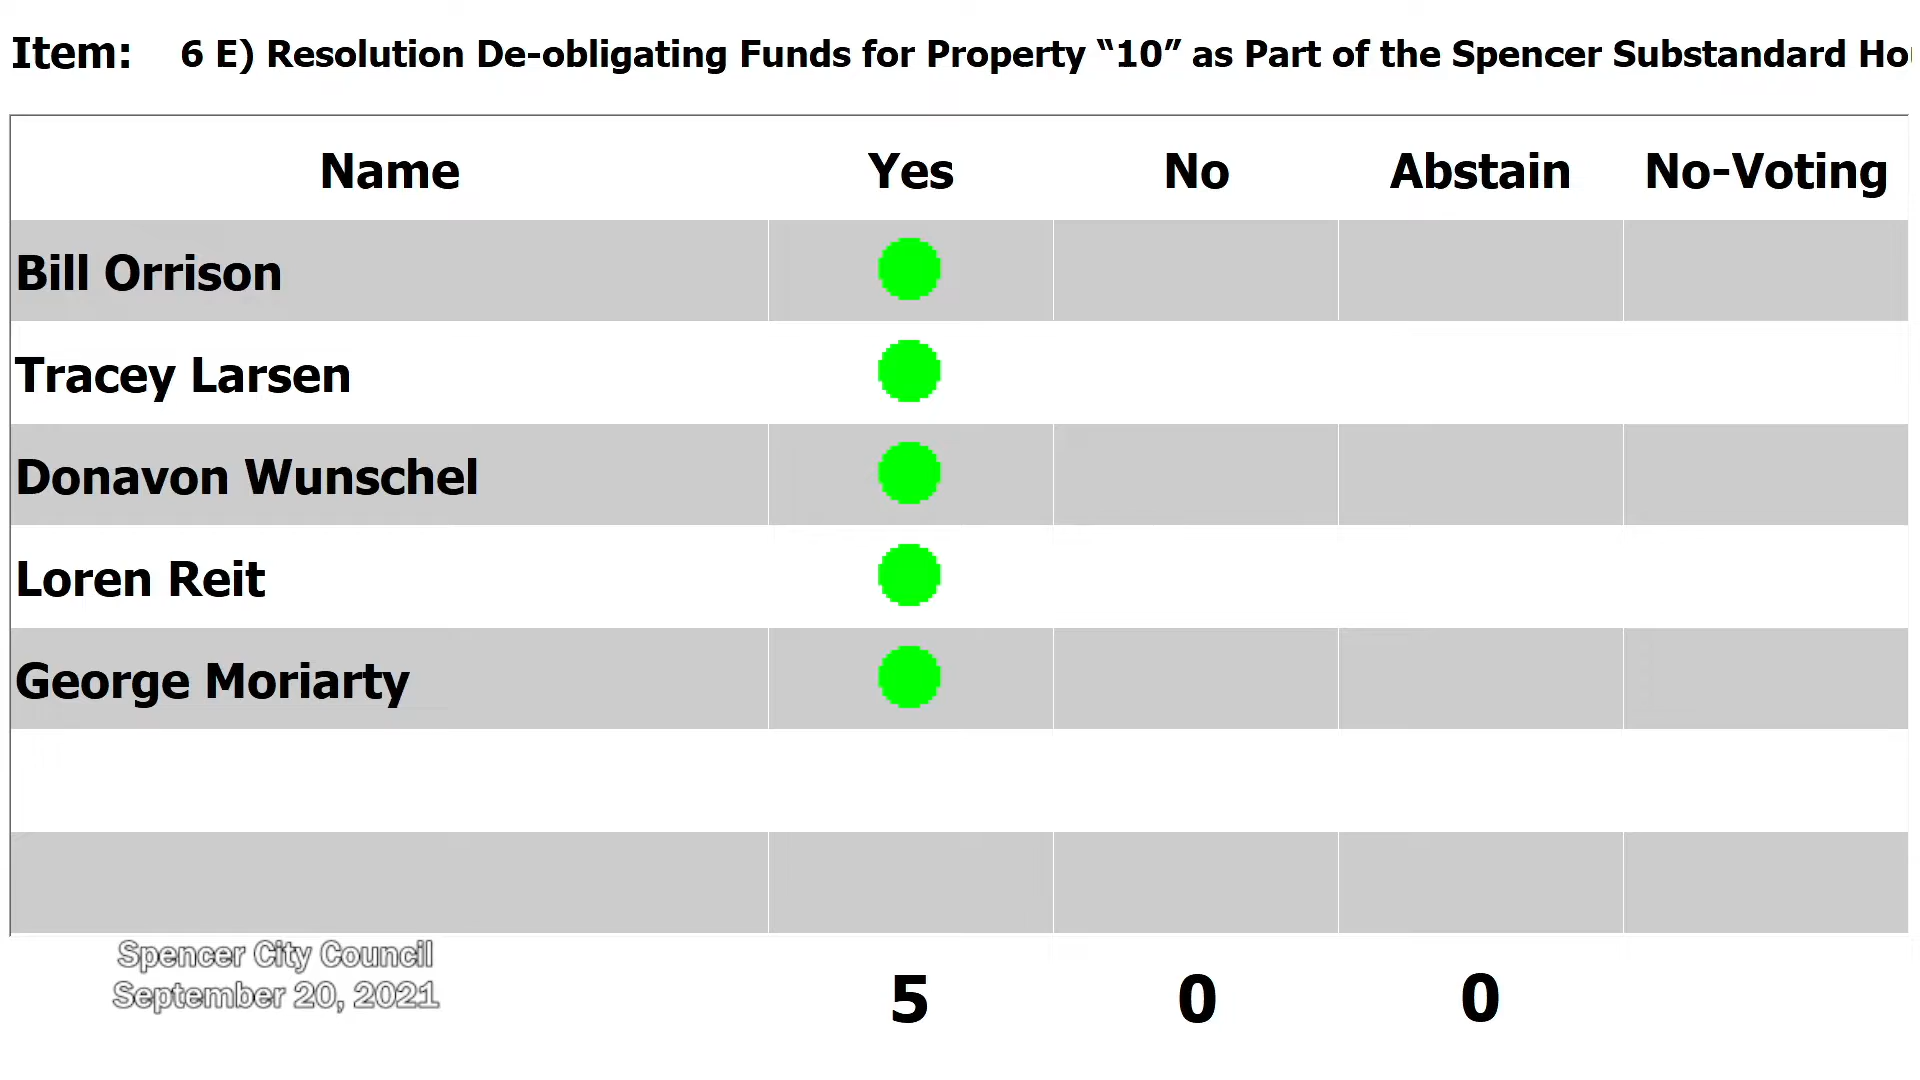 Item: 6 E) Resolution De-obligating Funds for Property “10” as Part of the Spencer Substandard Ho
Name Yes No Abstain No-Voting
Bill Orrison
Tracey Larsen
Donavon Wunschel
Loren Reit
George Moriarty
Spencer City Council
September 20, 2021
5 0 0